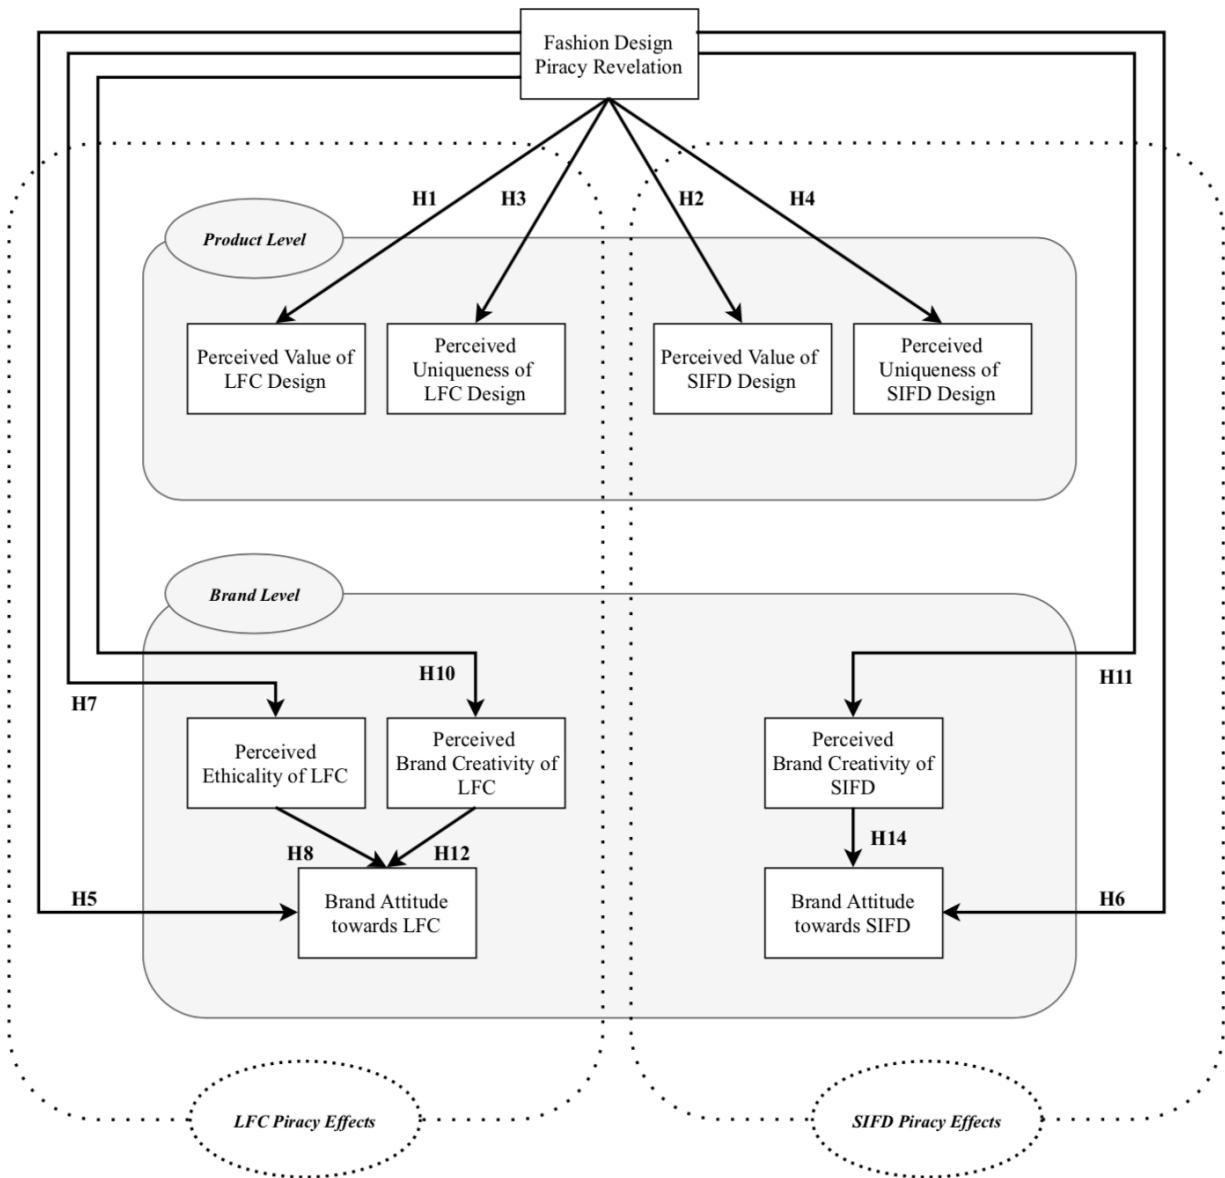 Fashion Design
Piracy Revelation
H1
H3
H2
H4
Product Level
Perceived Value of
LFC Design
Perceived
Uniqueness of
LFC Design
Perceived Value of
SIFD Design
Perceived
Uniqueness of
SIFD Design
Brand Level
H7
H10
H11
Perceived
Ethicality of LFC
Perceived
Brand Creativity of
LFC
Perceived
Brand Creativity of
SIFD
H8
H12
H14
H5
Brand Attitude
towards LFC
Brand Attitude
towards SIFD
H6
LFC Piracy Effects
SIFD Piracy Effects